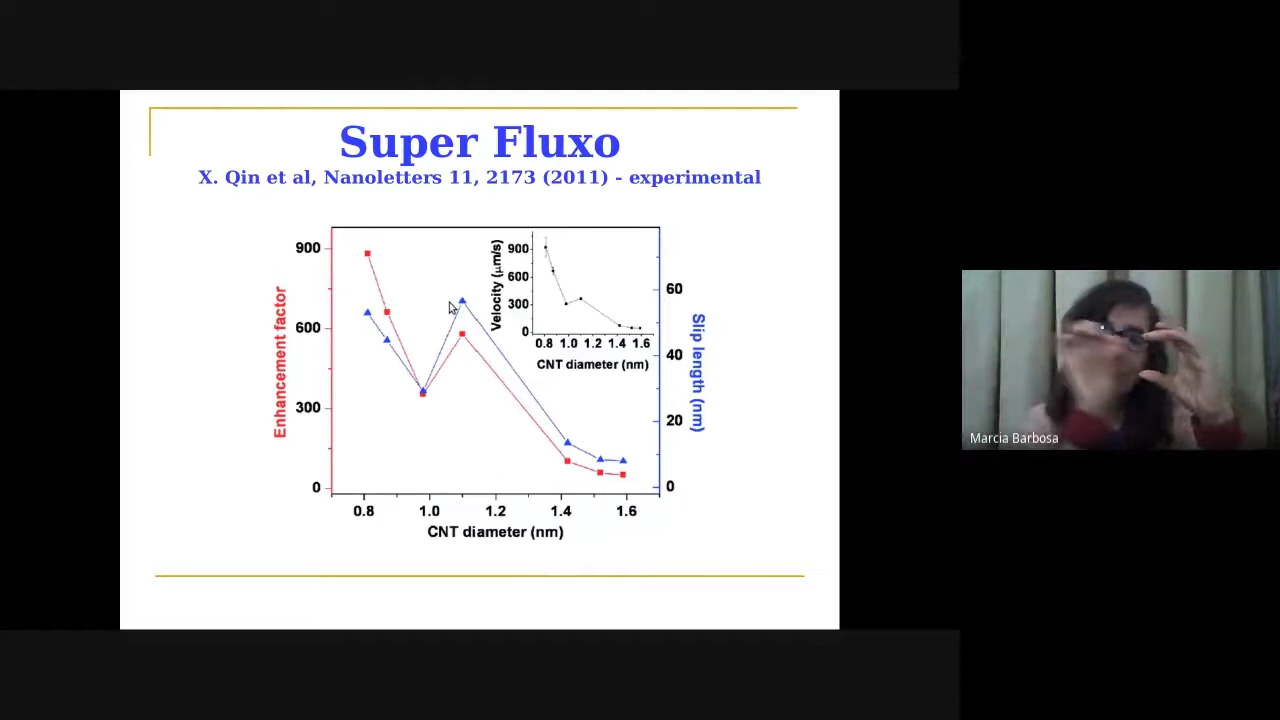 Super Fluxo
X. Qin et al, Nanoletters 11, 2173 (2011) - experimental
900
600
300
0
Enhancement factor
0.8 1.0 1.2 1.4 1.6
CNT diameter (nm)
60
40
20
0
Slip length (nm)
Velocity (μm/s)
900
600
300
0
0.8 1.0 1.2 1.4 1.6
CNT diameter (nm)
Marcia Barbosa